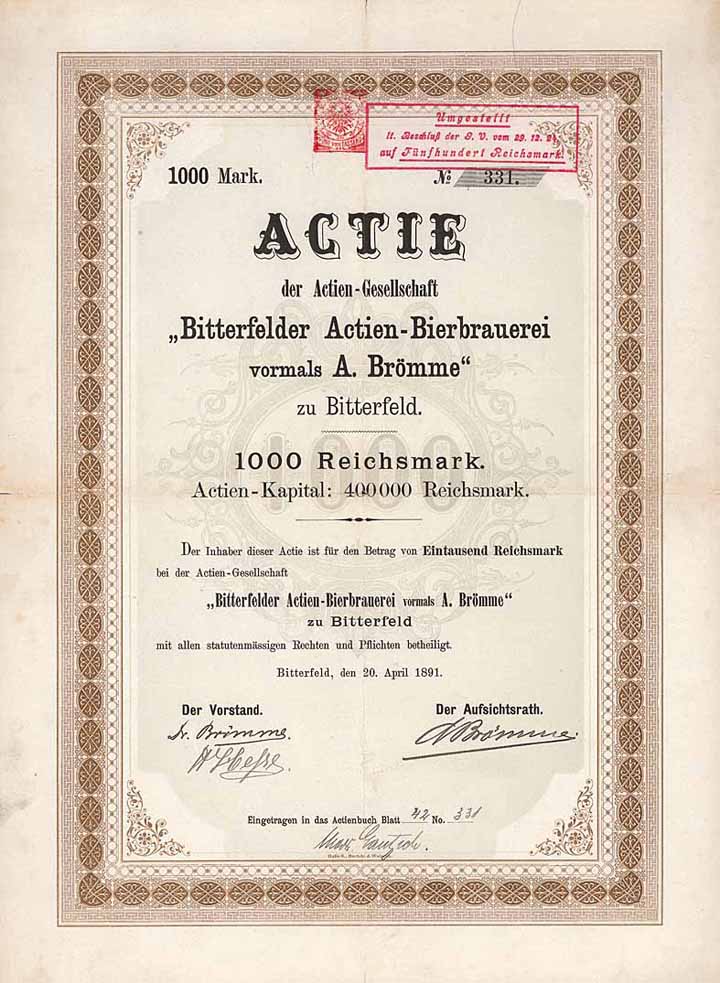 Umgestellt
lt. Beschluß der G. V. vom 29. 12. 24
auf Fünfhundert Reichsmark.
1000 Mark.
№ 331.
ACTIE
der Actien-Gesellschaft
„Bitterfelder Actien-Bierbrauerei
vormals A. Brömme“
zu Bitterfeld.
1000
1000 Reichsmark.
Actien-Kapital: 400000 Reichsmark.
Der Inhaber dieser Actie ist für den Betrag von Eintausend Reichsmark
bei der Actien-Gesellschaft
„Bitterfelder Actien-Bierbrauerei vormals A. Brömme“
zu Bitterfeld
mit allen statutenmässigen Rechten und Pflichten betheiligt.
Bitterfeld, den 20. April 1891.
Der Vorstand. Der Aufsichtsrath.
Dr. Brömme. A Brömme
Eingetragen in das Actienbuch Blatt 42 No. 331
Max